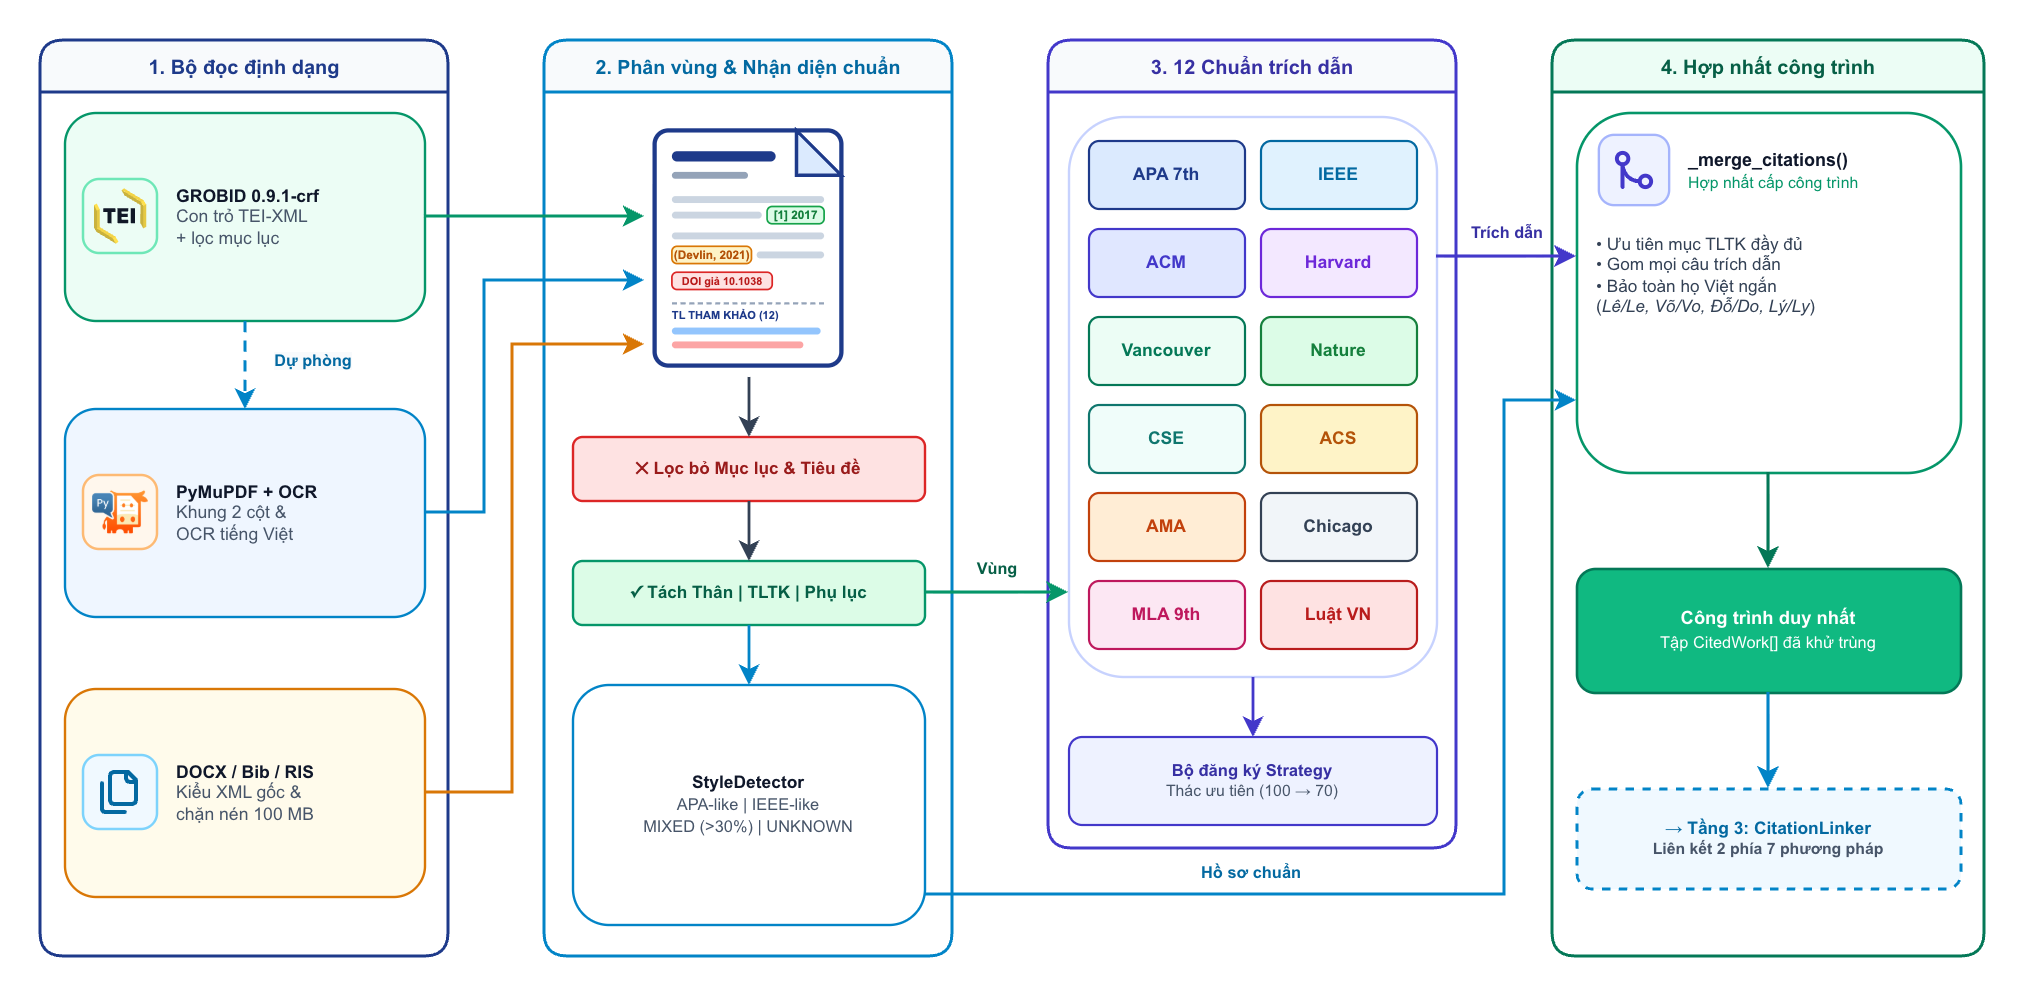 1. Bộ đọc định dạng
TEI
GROBID 0.9.1-crf
Con trỏ TEI-XML
+ lọc mục lục
Dự phòng
Py
PyMuPDF + OCR
Khung 2 cột &
OCR tiếng Việt
DOCX / Bib / RIS
Kiểu XML gốc &
chặn nén 100 MB
2. Phân vùng & Nhận diện chuẩn
[1] 2017
(Devlin, 2021)
DOI giả 10.1038
TL THAM KHẢO (12)
✕ Lọc bỏ Mục lục & Tiêu đề
✓ Tách Thân | TLTK | Phụ lục
StyleDetector
APA-like | IEEE-like
MIXED (>30%) | UNKNOWN
Vùng
3. 12 Chuẩn trích dẫn
APA 7th
IEEE
ACM
Harvard
Vancouver
Nature
CSE
ACS
AMA
Chicago
MLA 9th
Luật VN
Bộ đăng ký Strategy
Thác ưu tiên (100 → 70)
Hồ sơ chuẩn
Trích dẫn
4. Hợp nhất công trình
_merge_citations()
Hợp nhất cấp công trình
• Ưu tiên mục TLTK đầy đủ
• Gom mọi câu trích dẫn
• Bảo toàn họ Việt ngắn
(Lê/Le, Võ/Vo, Đỗ/Do, Lý/Ly)
Công trình duy nhất
Tập CitedWork[] đã khử trùng
→ Tầng 3: CitationLinker
Liên kết 2 phía 7 phương pháp